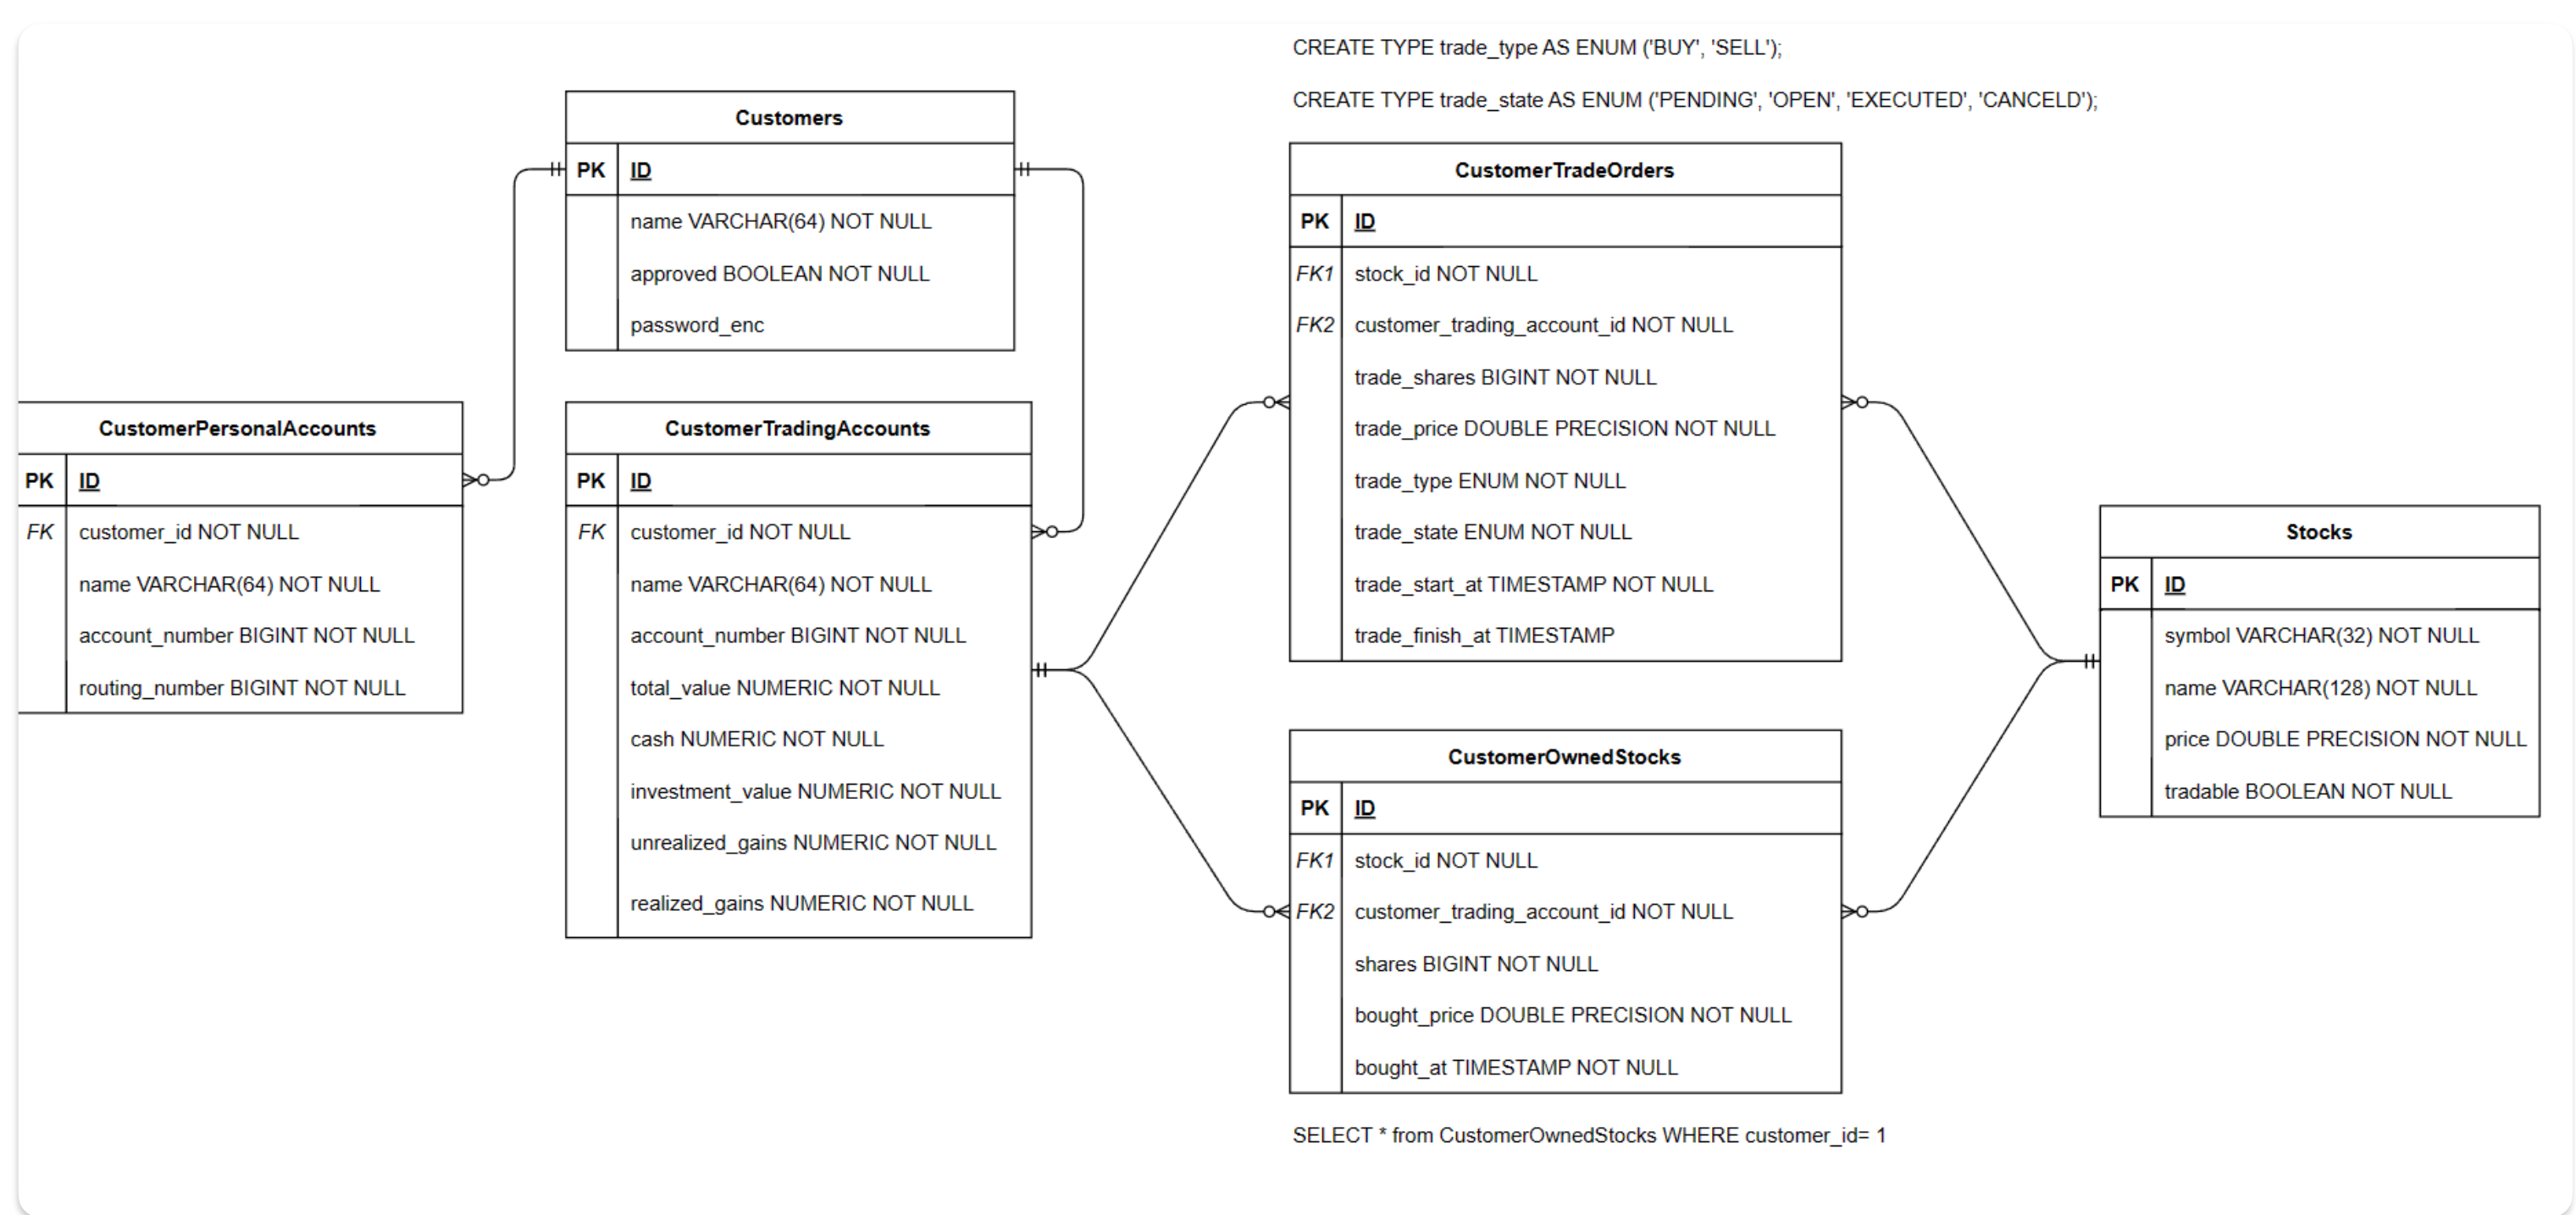 CREATE TYPE trade_type AS ENUM ('BUY', 'SELL');
CREATE TYPE trade_state AS ENUM ('PENDING', 'OPEN', 'EXECUTED', 'CANCELD');
Customers
PK ID
name VARCHAR(64) NOT NULL
approved BOOLEAN NOT NULL
password_enc
CustomerPersonalAccounts
PK ID
FK customer_id NOT NULL
name VARCHAR(64) NOT NULL
account_number BIGINT NOT NULL
routing_number BIGINT NOT NULL
CustomerTradingAccounts
PK ID
FK customer_id NOT NULL
name VARCHAR(64) NOT NULL
account_number BIGINT NOT NULL
total_value NUMERIC NOT NULL
cash NUMERIC NOT NULL
investment_value NUMERIC NOT NULL
unrealized_gains NUMERIC NOT NULL
realized_gains NUMERIC NOT NULL
CustomerTradeOrders
PK ID
FK1 stock_id NOT NULL
FK2 customer_trading_account_id NOT NULL
trade_shares BIGINT NOT NULL
trade_price DOUBLE PRECISION NOT NULL
trade_type ENUM NOT NULL
trade_state ENUM NOT NULL
trade_start_at TIMESTAMP NOT NULL
trade_finish_at TIMESTAMP
CustomerOwnedStocks
PK ID
FK1 stock_id NOT NULL
FK2 customer_trading_account_id NOT NULL
shares BIGINT NOT NULL
bought_price DOUBLE PRECISION NOT NULL
bought_at TIMESTAMP NOT NULL
SELECT * from CustomerOwnedStocks WHERE customer_id= 1
Stocks
PK ID
symbol VARCHAR(32) NOT NULL
name VARCHAR(128) NOT NULL
price DOUBLE PRECISION NOT NULL
tradable BOOLEAN NOT NULL